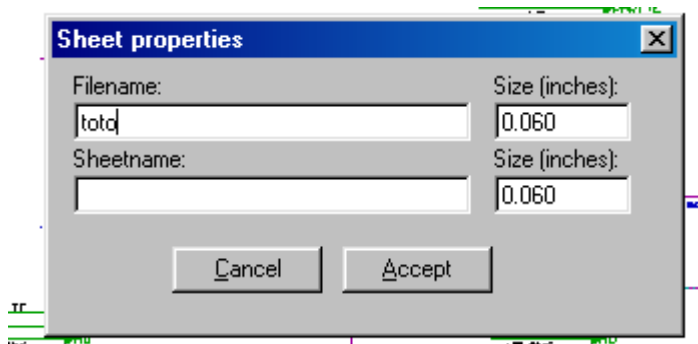 Sheet properties
Filename:
Size (inches):
toto
0.060
Sheetname:
Size (inches):
0.060
Cancel
Accept